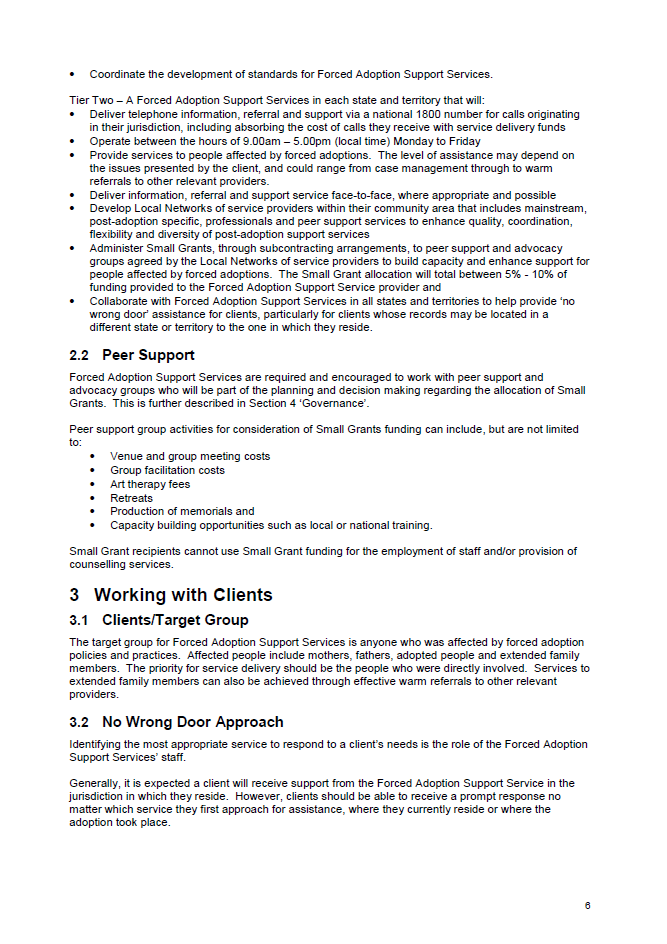 • Coordinate the development of standards for Forced Adoption Support Services.
Tier Two – A Forced Adoption Support Services in each state and territory that will:
• Deliver telephone information, referral and support via a national 1800 number for calls originating
in their jurisdiction, including absorbing the cost of calls they receive with service delivery funds
• Operate between the hours of 9.00am – 5.00pm (local time) Monday to Friday
• Provide services to people affected by forced adoptions.  The level of assistance may depend on
the issues presented by the client, and could range from case management through to warm
referrals to other relevant providers.
• Deliver information, referral and support service face-to-face, where appropriate and possible
• Develop Local Networks of service providers within their community area that includes mainstream,
post-adoption specific, professionals and peer support services to enhance quality, coordination,
flexibility and diversity of post-adoption support services
• Administer Small Grants, through subcontracting arrangements, to peer support and advocacy
groups agreed by the Local Networks of service providers to build capacity and enhance support for
people affected by forced adoptions.  The Small Grant allocation will total between 5% - 10% of
funding provided to the Forced Adoption Support Service provider and
• Collaborate with Forced Adoption Support Services in all states and territories to help provide ‘no
wrong door’ assistance for clients, particularly for clients whose records may be located in a
different state or territory to the one in which they reside.
2.2 Peer Support
Forced Adoption Support Services are required and encouraged to work with peer support and
advocacy groups who will be part of the planning and decision making regarding the allocation of Small
Grants.  This is further described in Section 4 ‘Governance’.
Peer support group activities for consideration of Small Grants funding can include, but are not limited
to:
• Venue and group meeting costs
• Group facilitation costs
• Art therapy fees
• Retreats
• Production of memorials and
• Capacity building opportunities such as local or national training.
Small Grant recipients cannot use Small Grant funding for the employment of staff and/or provision of
counselling services.
3 Working with Clients
3.1 Clients/Target Group
The target group for Forced Adoption Support Services is anyone who was affected by forced adoption
policies and practices.  Affected people include mothers, fathers, adopted people and extended family
members.  The priority for service delivery should be the people who were directly involved.  Services to
extended family members can also be achieved through effective warm referrals to other relevant
providers.
3.2 No Wrong Door Approach
Identifying the most appropriate service to respond to a client’s needs is the role of the Forced Adoption
Support Services’ staff.
Generally, it is expected a client will receive support from the Forced Adoption Support Service in the
jurisdiction in which they reside.  However, clients should be able to receive a prompt response no
matter which service they first approach for assistance, where they currently reside or where the
adoption took place.
6